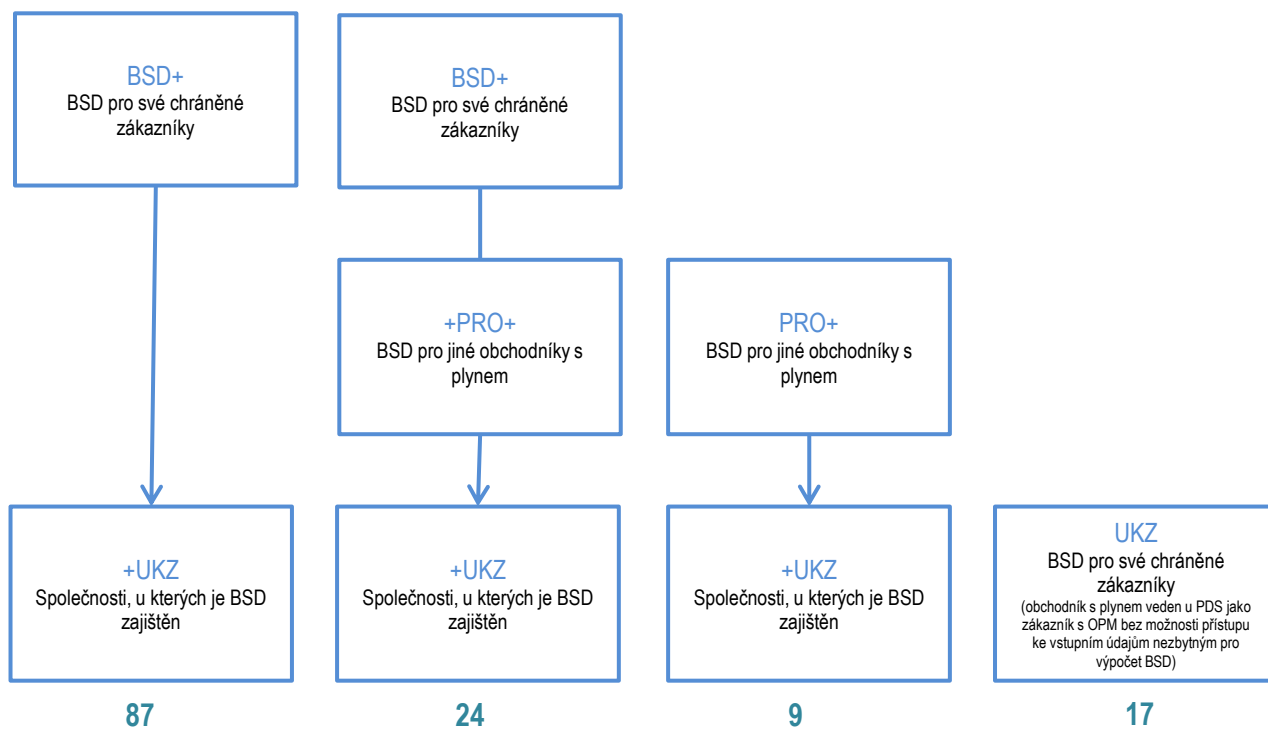 BSD+
BSD pro své chráněné
zákazníky
BSD+
BSD pro své chráněné
zákazníky
+PRO+
BSD pro jiné obchodníky s
plynem
PRO+
BSD pro jiné obchodníky s
plynem
+UKZ
Společnosti, u kterých je BSD
zajištěn
+UKZ
Společnosti, u kterých je BSD
zajištěn
+UKZ
Společnosti, u kterých je BSD
zajištěn
UKZ
BSD pro své chráněné
zákazníky
(obchodník s plynem veden u PDS jako
zákazník s OPM bez možnosti přístupu
ke vstupním údajům nezbytným pro
výpočet BSD)
87
24
9
17